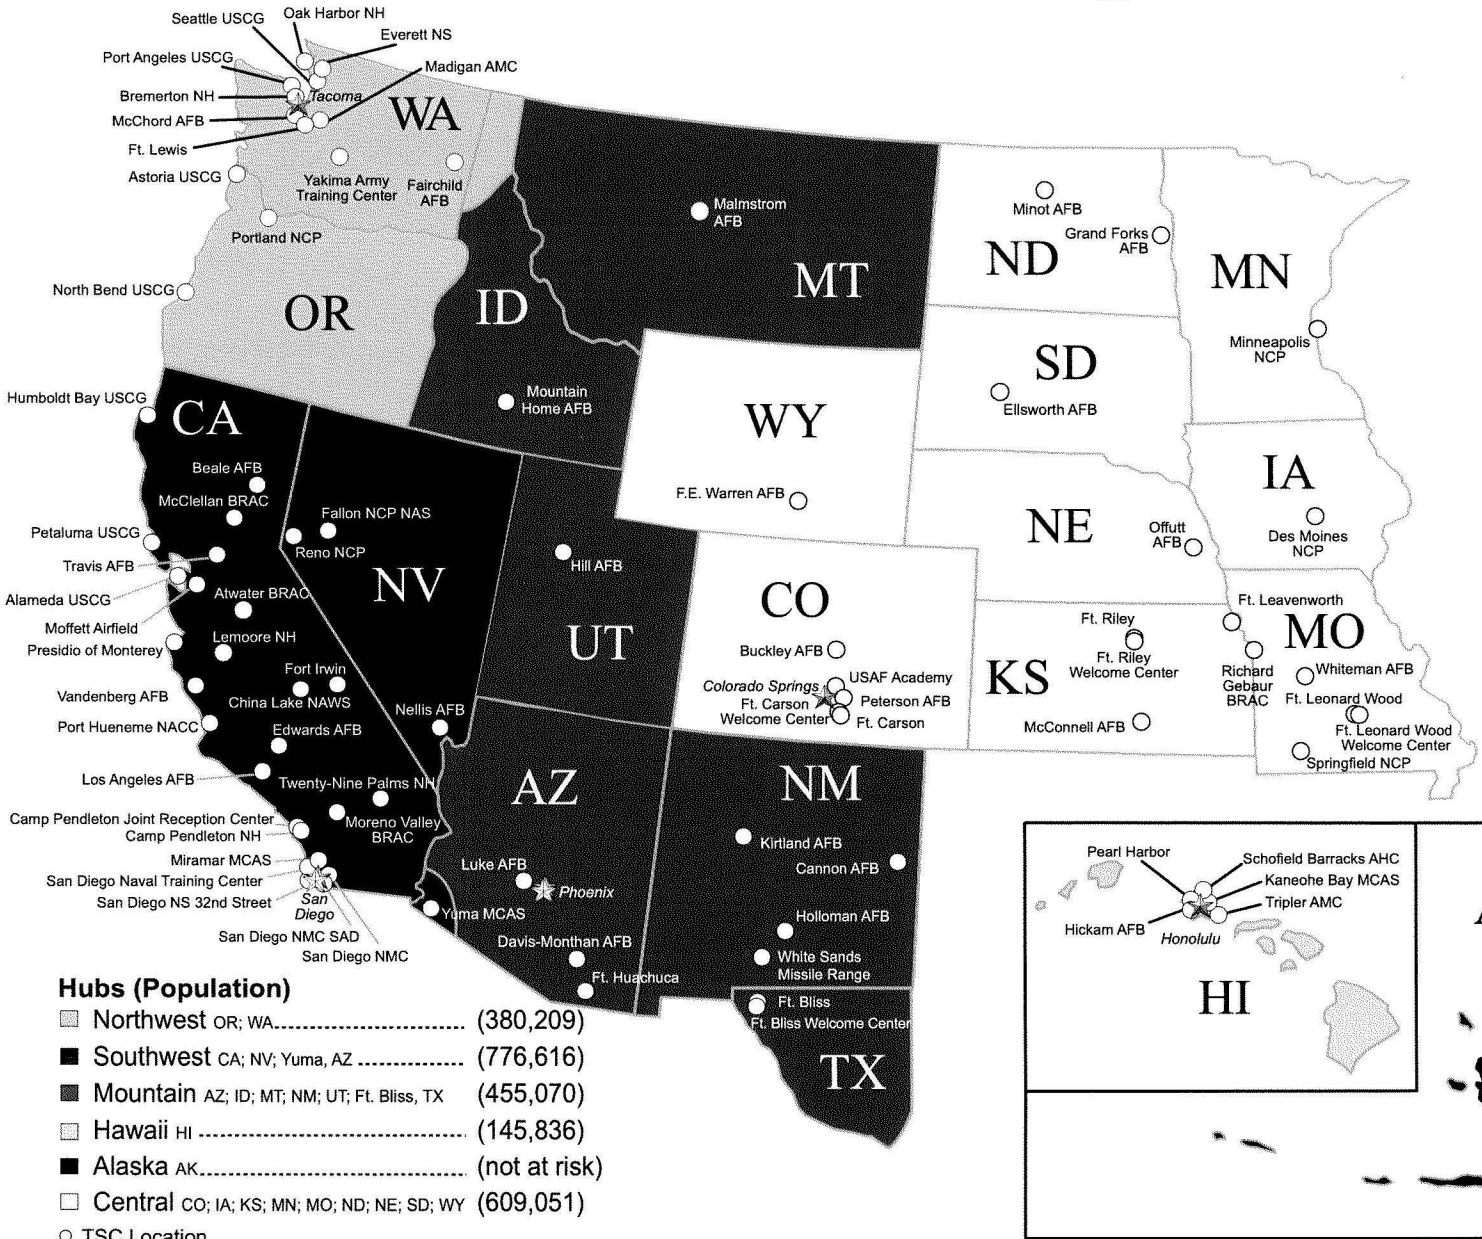 Oak Harbor NH
Seattle USCG
Everett NS
Port Angeles USCG
Madigan AMC
Bremerton NH
Tacoma
WA
McChord AFB
Ft. Lewis
Astoria USCG
Yakima Army
Training Center
Fairchild
AFB
Portland NCP
North Bend USCG
OR
ID
Mountain
Home AFB
Malmstrom
AFB
MT
Minot AFB
Grand Forks
AFB
ND
MN
Minneapolis
NCP
SD
Ellsworth AFB
WY
F.E. Warren AFB
NE
Offutt
AFB
IA
Des Moines
NCP
Humboldt Bay USCG
CA
Beale AFB
McClellan BRAC
Petaluma USCG
Travis AFB
Alameda USCG
Moffett Airfield
Atwater BRAC
Presidio of Monterey
Lemoore NH
Fort Irwin
China Lake NAWS
Vandenberg AFB
Port Hueneme NACC
Edwards AFB
Los Angeles AFB
Twenty-Nine Palms NH
Moreno Valley
BRAC
Camp Pendleton Joint Reception Center
Camp Pendleton NH
Miramar MCAS
San Diego Naval Training Center
San Diego NS 32nd Street
San
Diego
San Diego NMC SAD
San Diego NMC
Fallon NCP NAS
Reno NCP
NV
Nellis AFB
Hill AFB
UT
CO
Buckley AFB
Colorado Springs
USAF Academy
Peterson AFB
Ft. Carson
Welcome Center
Ft. Carson
KS
Ft. Riley
Ft. Riley
Welcome Center
McConnell AFB
Ft. Leavenworth
MO
Richard
Gebaur
BRAC
Whiteman AFB
Ft. Leonard Wood
Ft. Leonard Wood
Welcome Center
Springfield NCP
AZ
Luke AFB
Phoenix
Yuma MCAS
Davis-Monthan AFB
Ft. Huachuca
NM
Kirtland AFB
Cannon AFB
Holloman AFB
White Sands
Missile Range
Ft. Bliss
Ft. Bliss Welcome Center
TX
Pearl Harbor
Schofield Barracks AHC
Kaneohe Bay MCAS
Tripler AMC
Hickam AFB
Honolulu
HI
Hubs (Population)
Northwest OR; WA (380,209)
Southwest CA; NV; Yuma, AZ (776,616)
Mountain AZ; ID; MT; NM; UT; Ft. Bliss, TX (455,070)
Hawaii HI (145,836)
Alaska AK (not at risk)
Central CO; IA; KS; MN; MO; ND; NE; SD; WY (609,051)
TSC Location